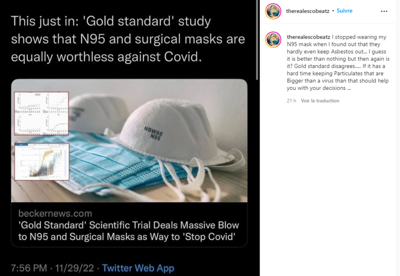 This just in: 'Gold standard' study
shows that N95 and surgical masks are
equally worthless against Covid.
beckernews.com
'Gold Standard' Scientific Trial Deals Massive Blow
to N95 and Surgical Masks as Way to 'Stop Covid'
7:56 PM · 11/29/22 · Twitter Web App
therealescobeatz • Suivre
therealescobeatz I stopped wearing my
N95 mask when I found out that they
hardly even keep Asbestos out... I guess
it is better than nothing but then again is
it? Gold standard disagrees..... If it has a
hard time keeping Particulates that are
Bigger than a virus than that should help
you with your decisions ...
21 h Voir la traduction